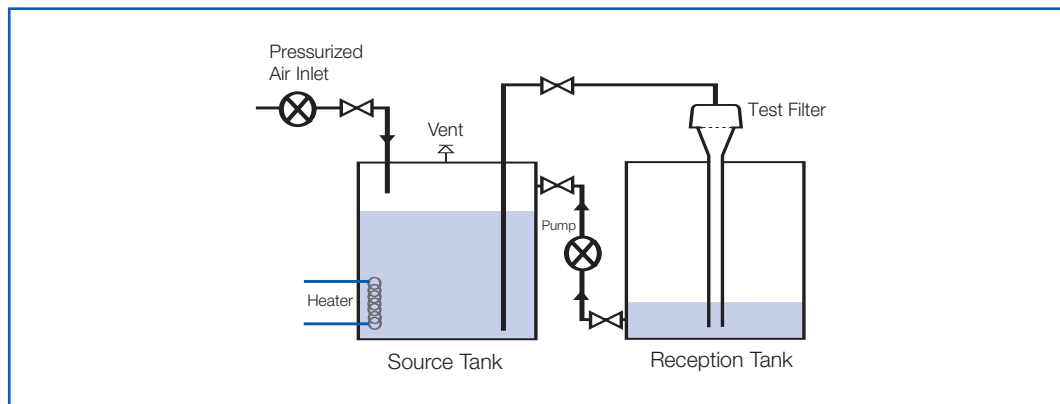 Pressurized
Air Inlet
Vent
Test Filter
Pump
Heater
Source Tank
Reception Tank